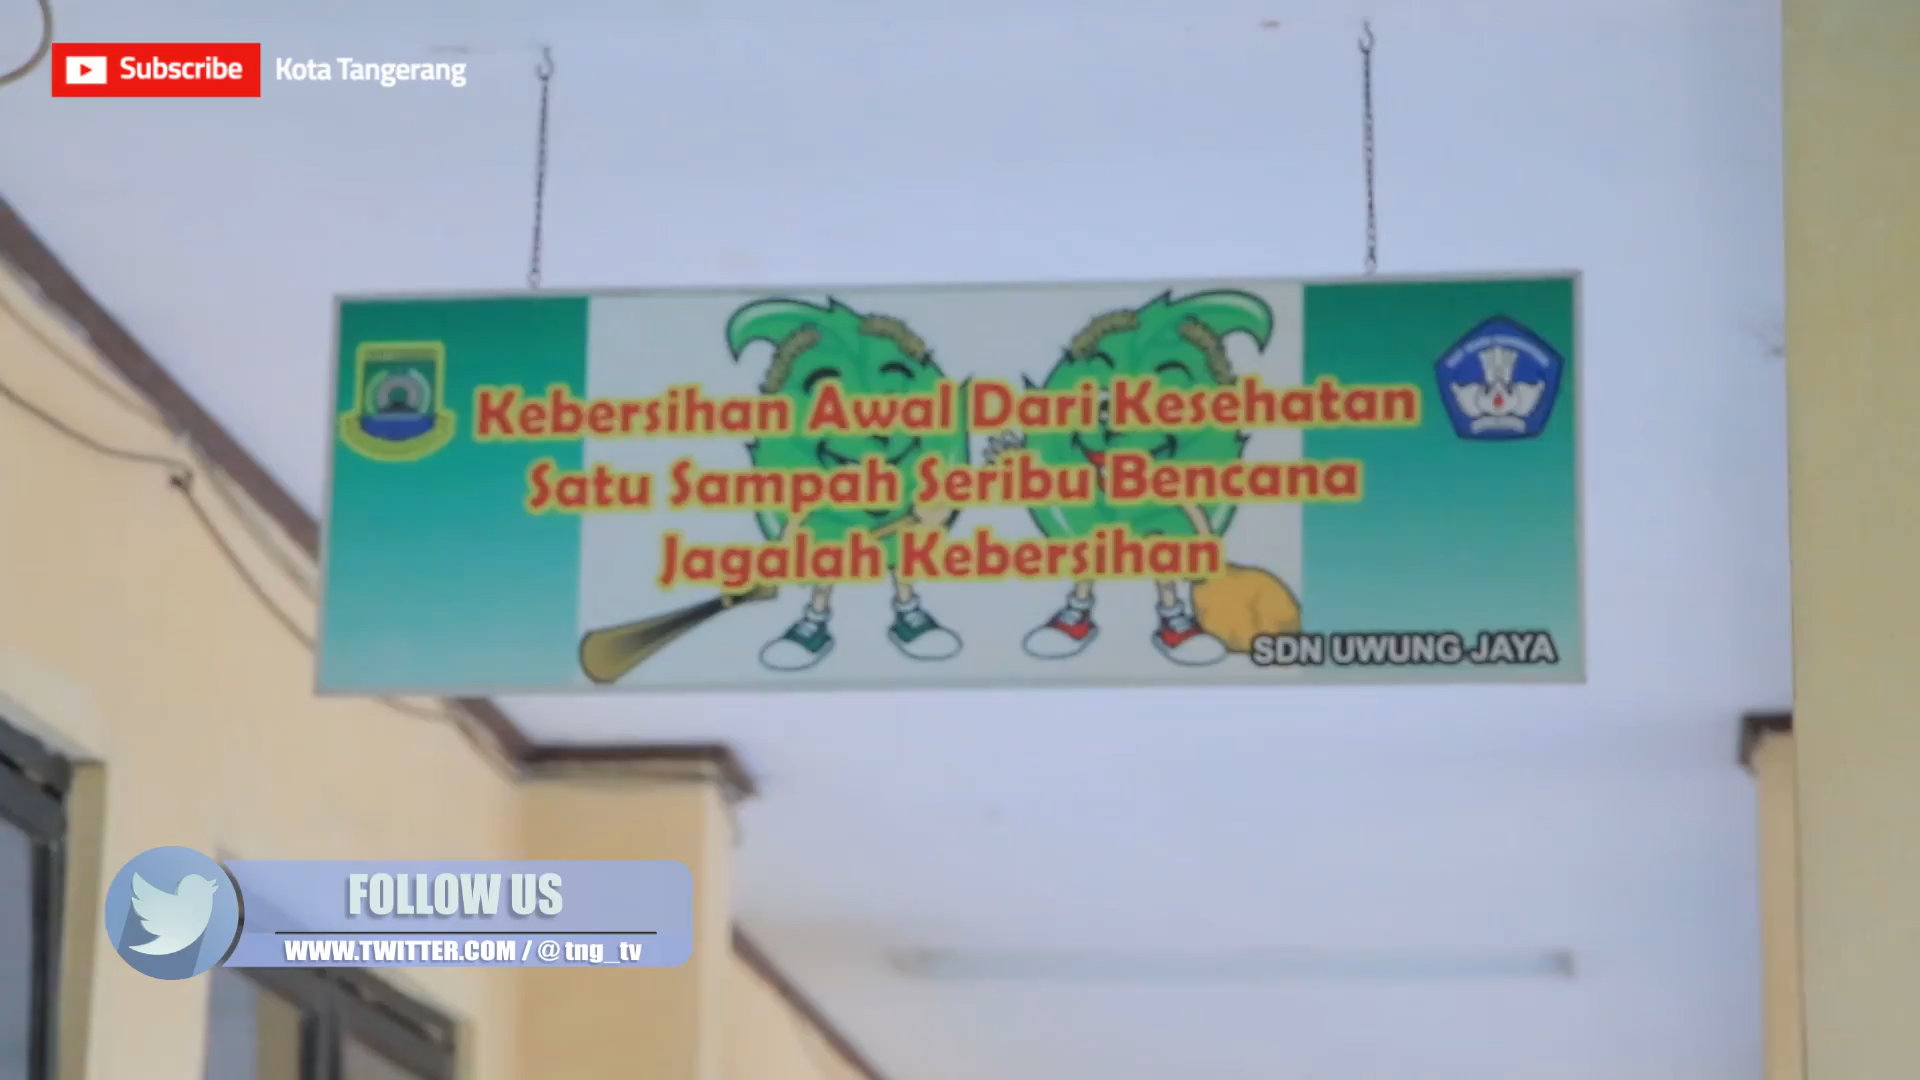 Subscribe Kota Tangerang
Kebersihan Awal Dari Kesehatan
Satu Sampah Seribu Bencana
Jagalah Kebersihan
SDN UWUNG JAYA
FOLLOW US
WWW.TWITTER.COM / @tng_tv